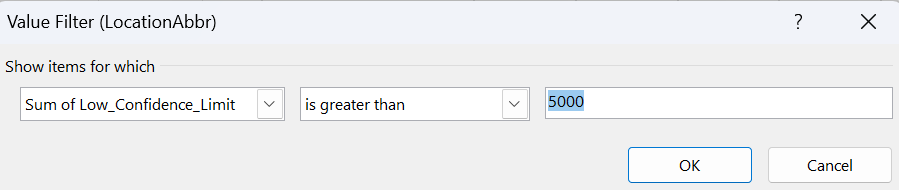 Value Filter (LocationAbbr) ?
Show items for which
Sum of Low_Confidence_Limit is greater than 5000
OK Cancel